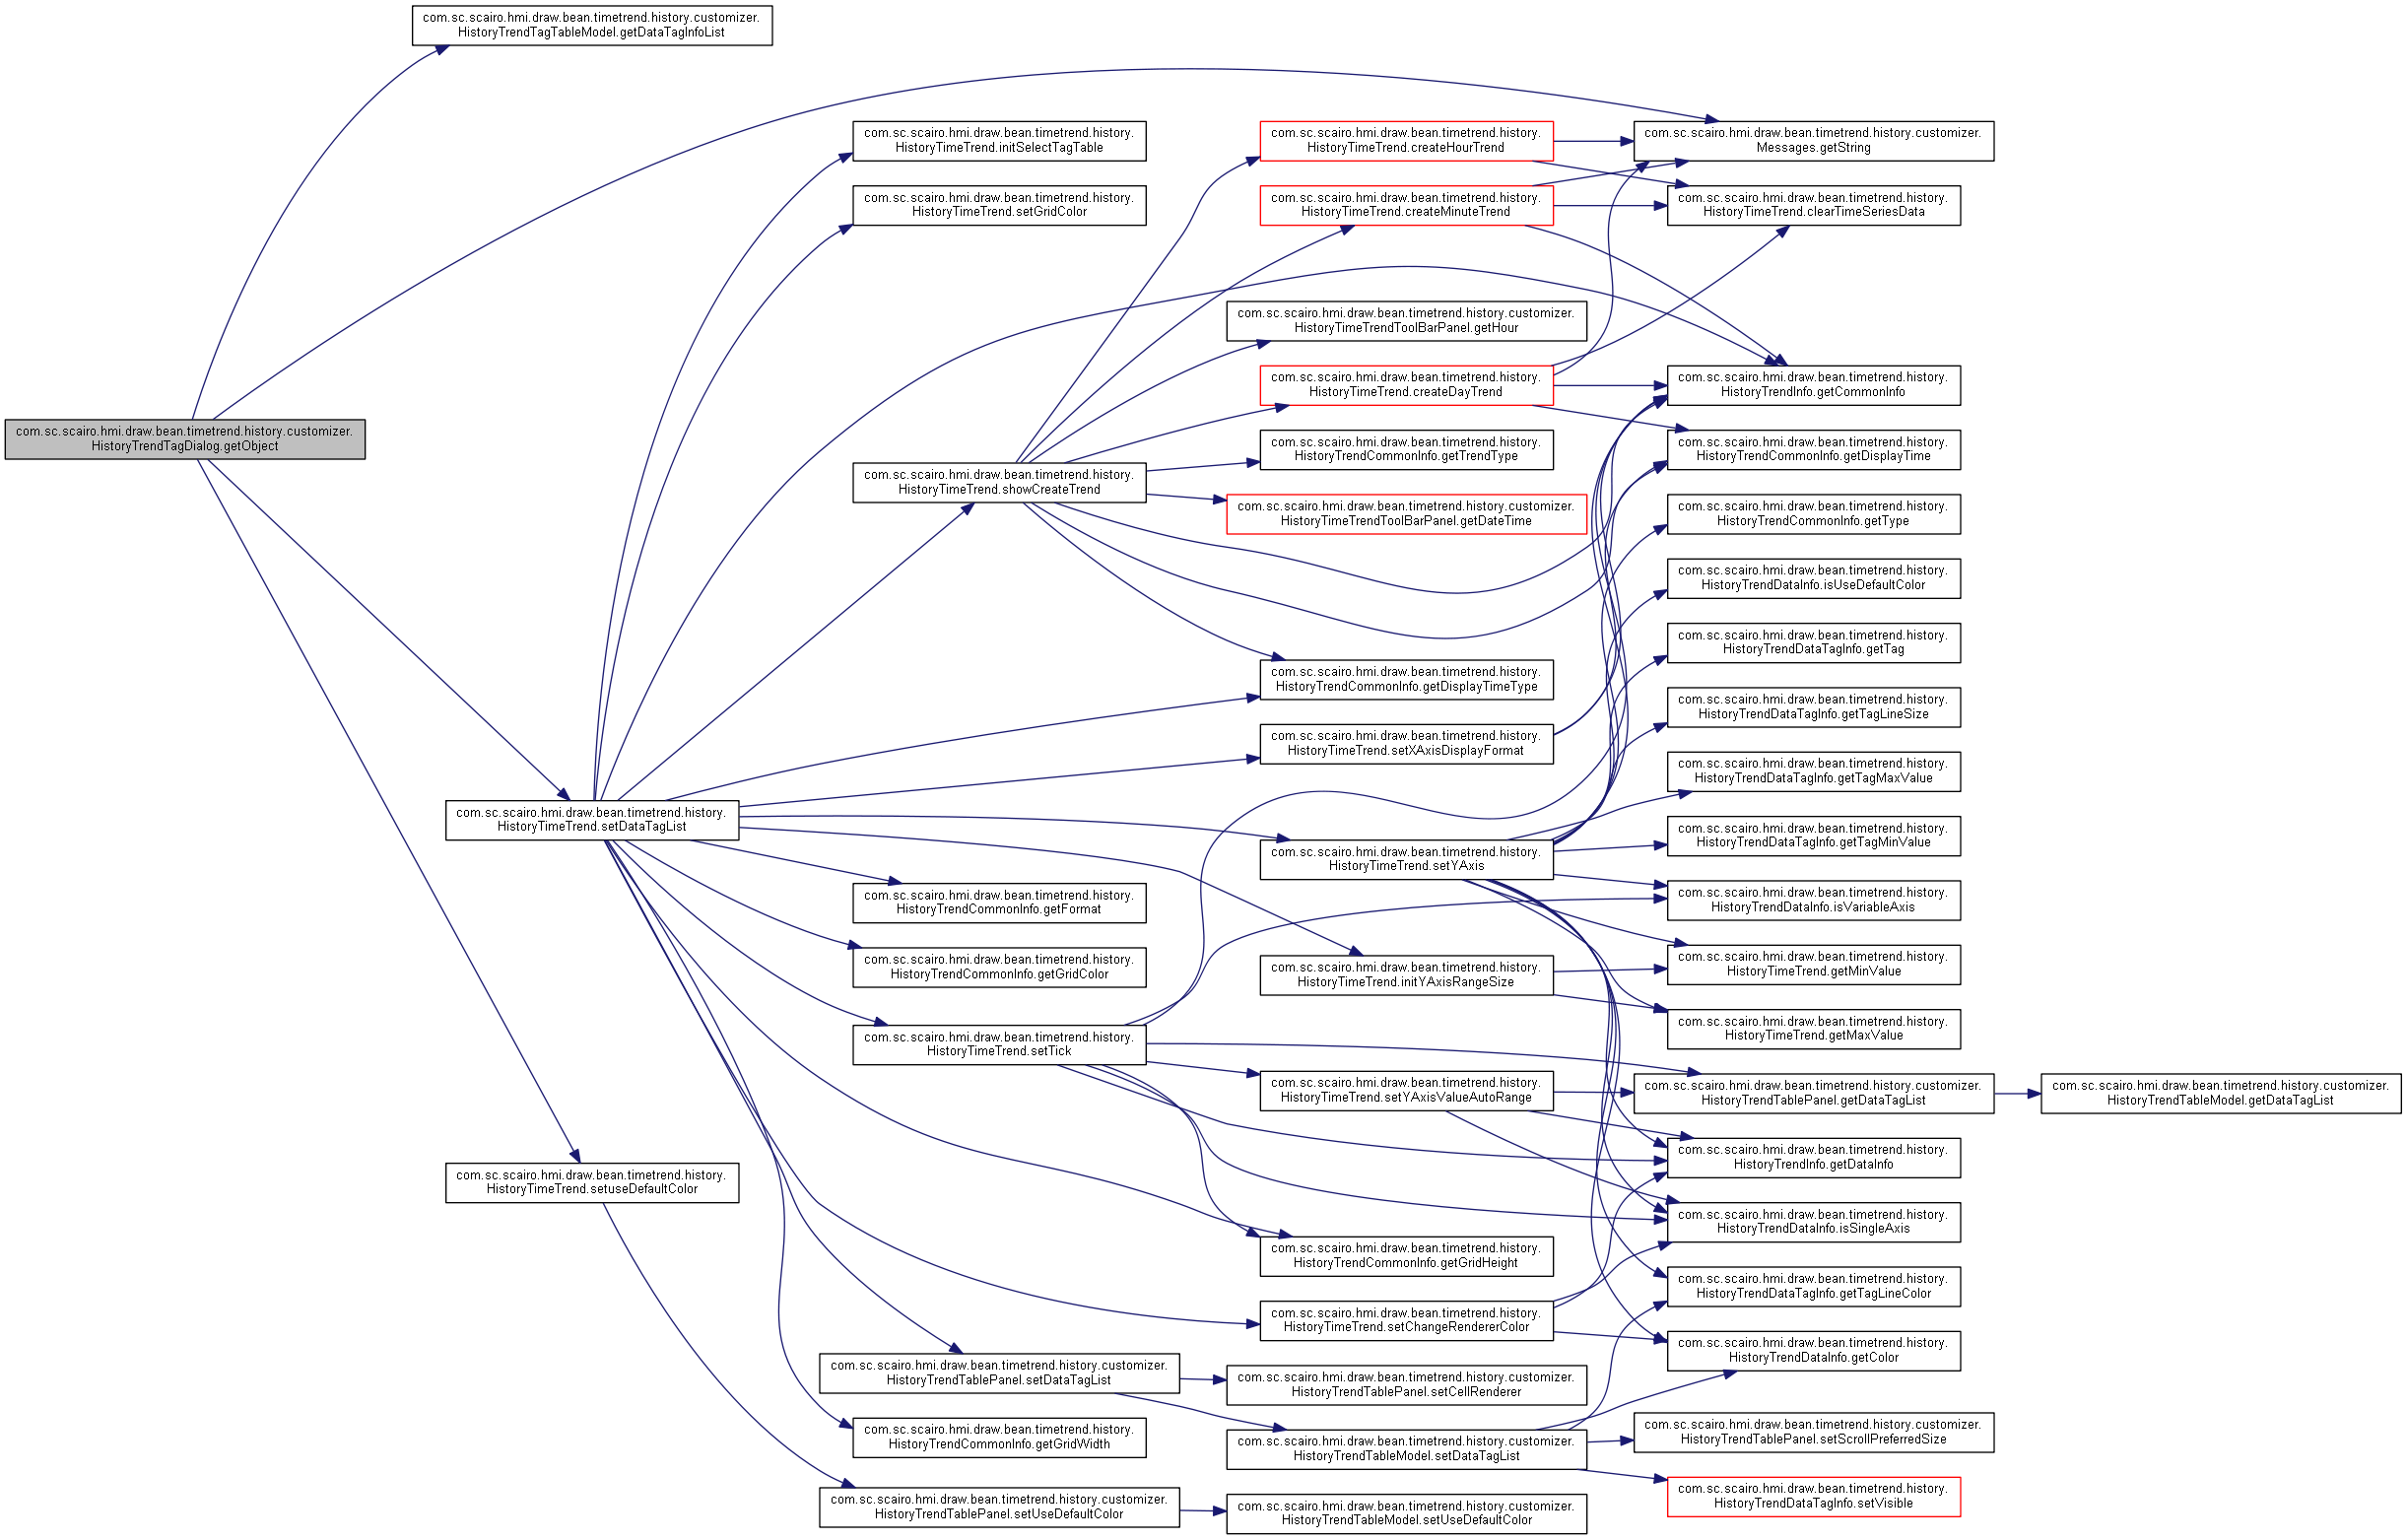 com.sc.scairo.hmi.draw.bean.timetrend.history.customizer.
HistoryTrendTagDialog.getObject
com.sc.scairo.hmi.draw.bean.timetrend.history.customizer.
HistoryTrendTagTableModel.getDataTagInfoList
com.sc.scairo.hmi.draw.bean.timetrend.history.
HistoryTimeTrend.setDataTagList
com.sc.scairo.hmi.draw.bean.timetrend.history.
HistoryTimeTrend.setuseDefaultColor
com.sc.scairo.hmi.draw.bean.timetrend.history.
HistoryTimeTrend.initSelectTagTable
com.sc.scairo.hmi.draw.bean.timetrend.history.
HistoryTimeTrend.setGridColor
com.sc.scairo.hmi.draw.bean.timetrend.history.
HistoryTimeTrend.showCreateTrend
com.sc.scairo.hmi.draw.bean.timetrend.history.
HistoryTrendCommonInfo.getFormat
com.sc.scairo.hmi.draw.bean.timetrend.history.
HistoryTrendCommonInfo.getGridColor
com.sc.scairo.hmi.draw.bean.timetrend.history.
HistoryTimeTrend.setTick
com.sc.scairo.hmi.draw.bean.timetrend.history.customizer.
HistoryTrendTablePanel.setDataTagList
com.sc.scairo.hmi.draw.bean.timetrend.history.
HistoryTrendCommonInfo.getGridWidth
com.sc.scairo.hmi.draw.bean.timetrend.history.customizer.
HistoryTrendTablePanel.setUseDefaultColor
com.sc.scairo.hmi.draw.bean.timetrend.history.
HistoryTimeTrend.createHourTrend
com.sc.scairo.hmi.draw.bean.timetrend.history.
HistoryTimeTrend.createMinuteTrend
com.sc.scairo.hmi.draw.bean.timetrend.history.customizer.
HistoryTimeTrendToolBarPanel.getHour
com.sc.scairo.hmi.draw.bean.timetrend.history.
HistoryTimeTrend.createDayTrend
com.sc.scairo.hmi.draw.bean.timetrend.history.
HistoryTrendCommonInfo.getTrendType
com.sc.scairo.hmi.draw.bean.timetrend.history.customizer.
HistoryTimeTrendToolBarPanel.getDateTime
com.sc.scairo.hmi.draw.bean.timetrend.history.
HistoryTrendCommonInfo.getDisplayTimeType
com.sc.scairo.hmi.draw.bean.timetrend.history.
HistoryTimeTrend.setXAxisDisplayFormat
com.sc.scairo.hmi.draw.bean.timetrend.history.
HistoryTimeTrend.setYAxis
com.sc.scairo.hmi.draw.bean.timetrend.history.
HistoryTimeTrend.initYAxisRangeSize
com.sc.scairo.hmi.draw.bean.timetrend.history.
HistoryTimeTrend.setYAxisValueAutoRange
com.sc.scairo.hmi.draw.bean.timetrend.history.
HistoryTrendCommonInfo.getGridHeight
com.sc.scairo.hmi.draw.bean.timetrend.history.
HistoryTimeTrend.setChangeRendererColor
com.sc.scairo.hmi.draw.bean.timetrend.history.customizer.
HistoryTrendTablePanel.setCellRenderer
com.sc.scairo.hmi.draw.bean.timetrend.history.customizer.
HistoryTrendTableModel.setDataTagList
com.sc.scairo.hmi.draw.bean.timetrend.history.customizer.
HistoryTrendTableModel.setUseDefaultColor
com.sc.scairo.hmi.draw.bean.timetrend.history.customizer.
Messages.getString
com.sc.scairo.hmi.draw.bean.timetrend.history.
HistoryTimeTrend.clearTimeSeriesData
com.sc.scairo.hmi.draw.bean.timetrend.history.
HistoryTrendInfo.getCommonInfo
com.sc.scairo.hmi.draw.bean.timetrend.history.
HistoryTrendCommonInfo.getDisplayTime
com.sc.scairo.hmi.draw.bean.timetrend.history.
HistoryTrendCommonInfo.getType
com.sc.scairo.hmi.draw.bean.timetrend.history.
HistoryTrendDataInfo.isUseDefaultColor
com.sc.scairo.hmi.draw.bean.timetrend.history.
HistoryTrendDataTagInfo.getTag
com.sc.scairo.hmi.draw.bean.timetrend.history.
HistoryTrendDataTagInfo.getTagLineSize
com.sc.scairo.hmi.draw.bean.timetrend.history.
HistoryTrendDataTagInfo.getTagMaxValue
com.sc.scairo.hmi.draw.bean.timetrend.history.
HistoryTrendDataTagInfo.getTagMinValue
com.sc.scairo.hmi.draw.bean.timetrend.history.
HistoryTrendDataInfo.isVariableAxis
com.sc.scairo.hmi.draw.bean.timetrend.history.
HistoryTimeTrend.getMinValue
com.sc.scairo.hmi.draw.bean.timetrend.history.
HistoryTimeTrend.getMaxValue
com.sc.scairo.hmi.draw.bean.timetrend.history.customizer.
HistoryTrendTablePanel.getDataTagList
com.sc.scairo.hmi.draw.bean.timetrend.history.
HistoryTrendInfo.getDataInfo
com.sc.scairo.hmi.draw.bean.timetrend.history.
HistoryTrendDataInfo.isSingleAxis
com.sc.scairo.hmi.draw.bean.timetrend.history.
HistoryTrendDataTagInfo.getTagLineColor
com.sc.scairo.hmi.draw.bean.timetrend.history.
HistoryTrendDataInfo.getColor
com.sc.scairo.hmi.draw.bean.timetrend.history.customizer.
HistoryTrendTablePanel.setScrollPreferredSize
com.sc.scairo.hmi.draw.bean.timetrend.history.
HistoryTrendDataTagInfo.setVisible
com.sc.scairo.hmi.draw.bean.timetrend.history.customizer.
HistoryTrendTableModel.getDataTagList